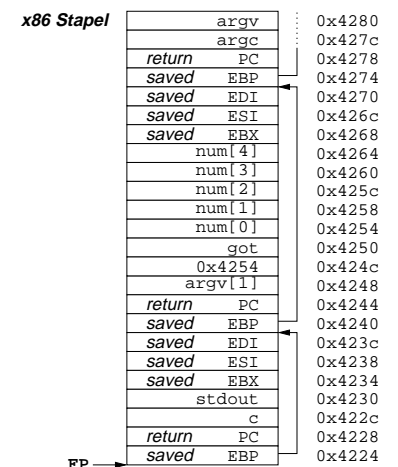 x86 Stapel
argv 0x4280
argc 0x427c
return PC 0x4278
saved EBP 0x4274
saved EDI 0x4270
saved ESI 0x426c
saved EBX 0x4268
num[4] 0x4264
num[3] 0x4260
num[2] 0x425c
num[1] 0x4258
num[0] 0x4254
got 0x4250
0x4254 0x424c
argv[1] 0x4248
return PC 0x4244
saved EBP 0x4240
saved EDI 0x423c
saved ESI 0x4238
saved EBX 0x4234
stdout 0x4230
c 0x422c
return PC 0x4228
saved EBP 0x4224